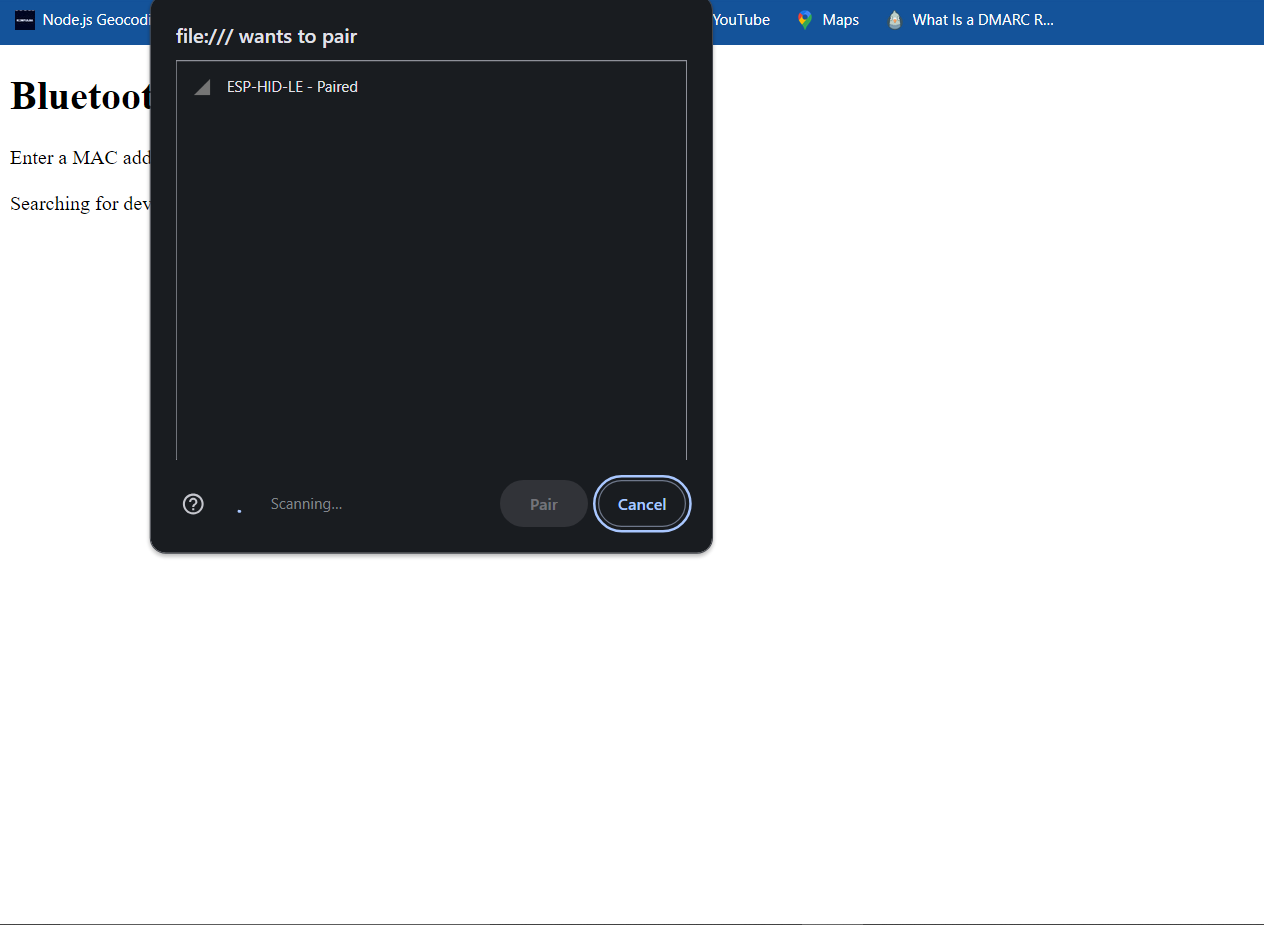 Node.js Geocodi
YouTube
Maps
What Is a DMARC R...
file:/// wants to pair
ESP-HID-LE - Paired
Bluetoot
Enter a MAC add
Searching for dev
Scanning...
Pair
Cancel